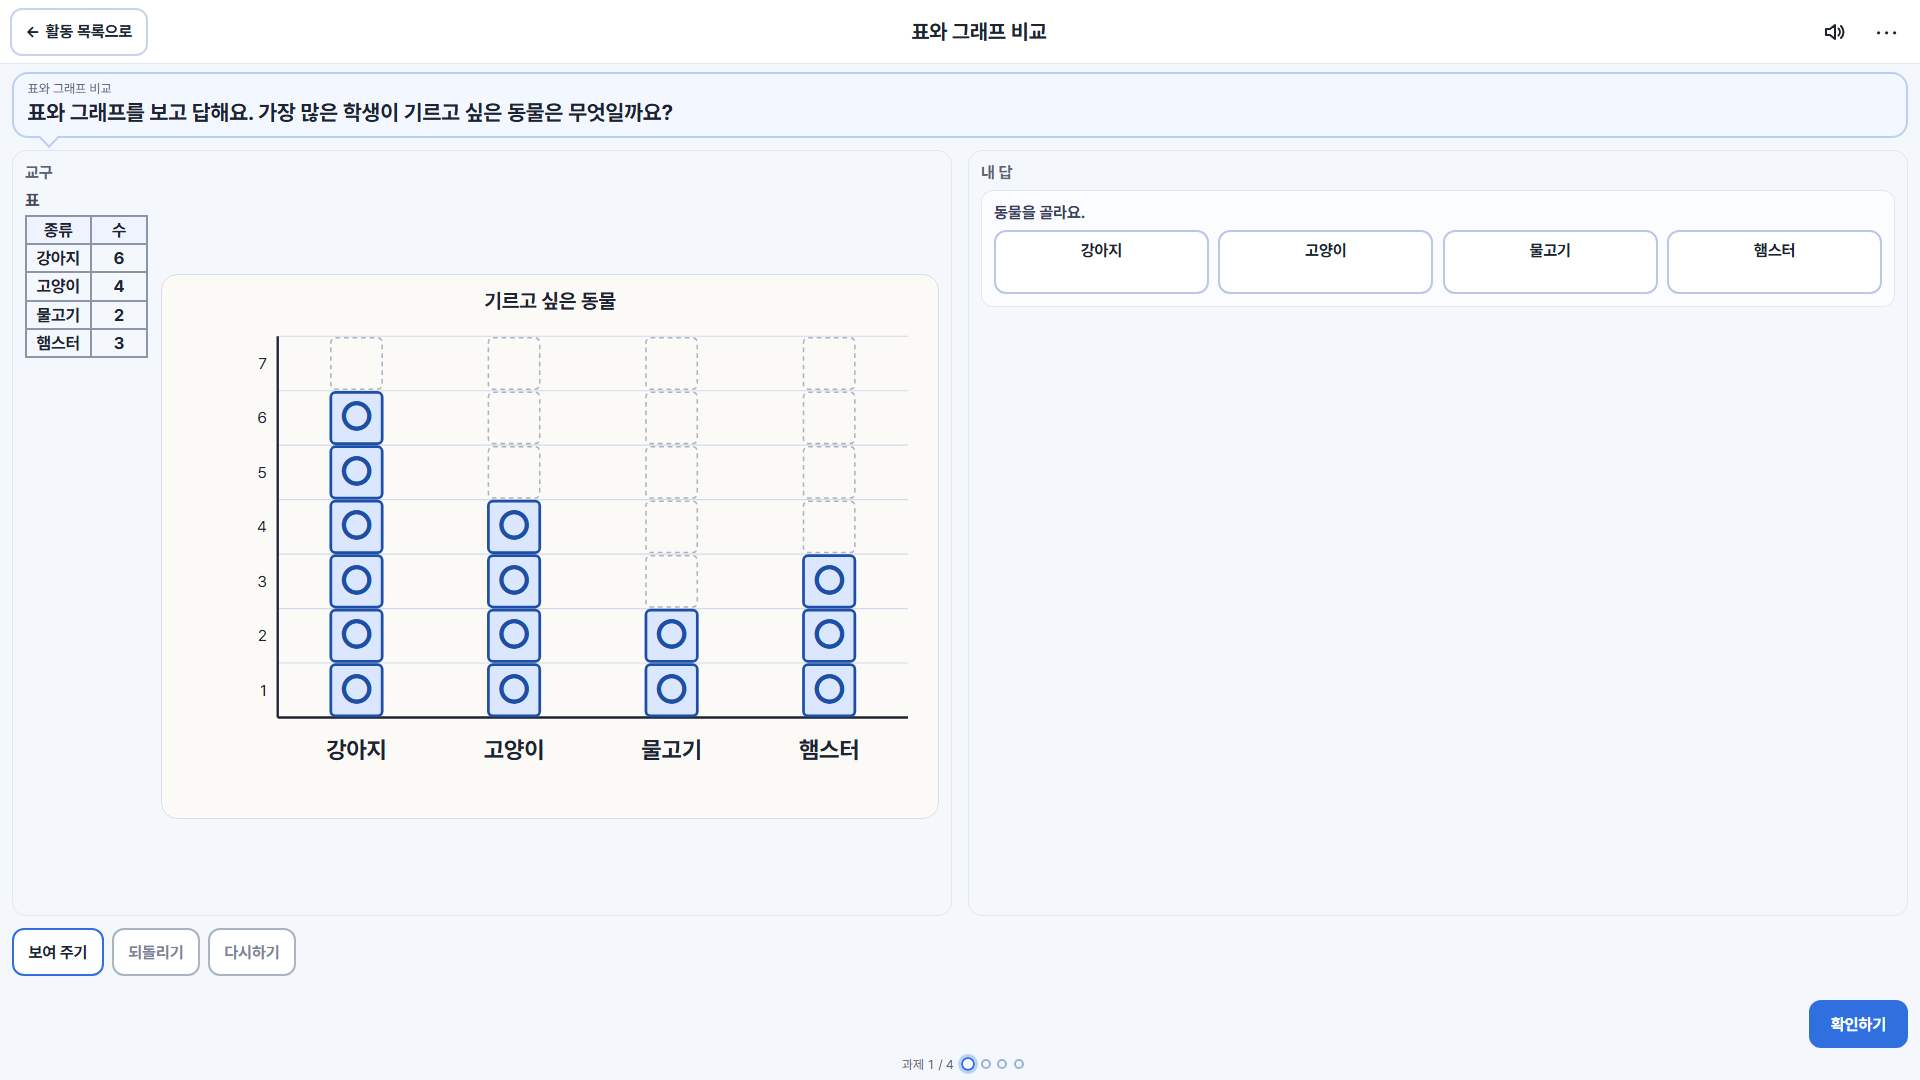 ← 활동 목록으로
표와 그래프 비교
...
표와 그래프 비교
표와 그래프를 보고 답해요. 가장 많은 학생이 기르고 싶은 동물은 무엇일까요?
교구
표
종류 수
강아지 6
고양이 4
물고기 2
햄스터 3
기르고 싶은 동물
7
6
5
4
3
2
1
강아지 고양이 물고기 햄스터
내 답
동물을 골라요.
강아지 고양이 물고기 햄스터
보여 주기 되돌리기 다시하기
확인하기
과제 1 / 4